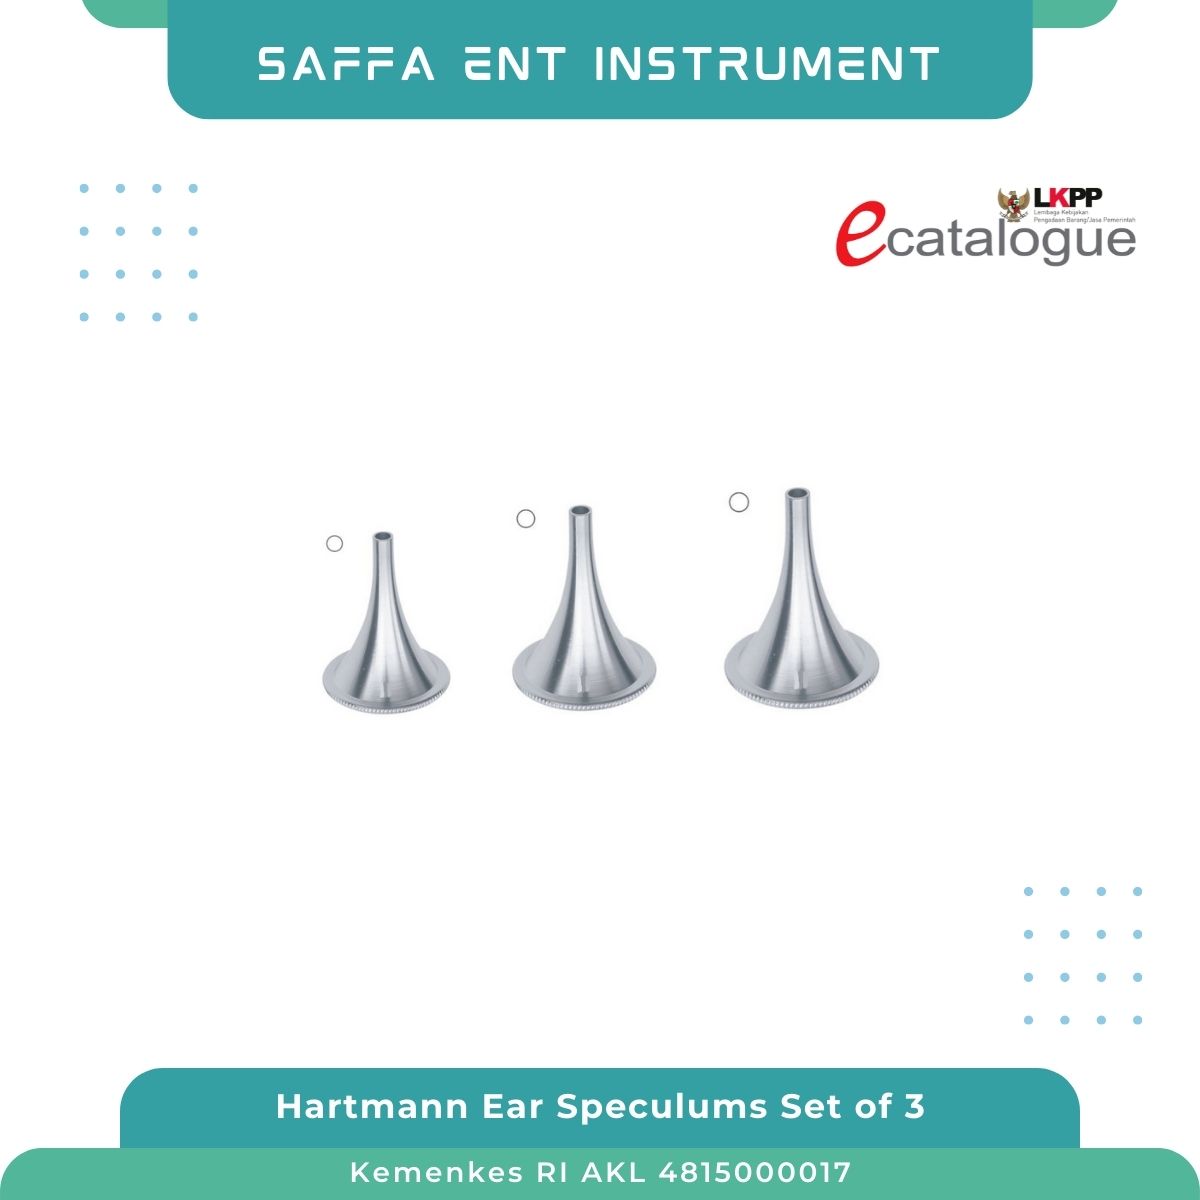 SAFFA ENT INSTRUMENT
LKPP
Lembaga Kebijakan
Pengadaan Barang/Jasa Pemerintah
ecatalogue
Hartmann Ear Speculums Set of 3
Kemenkes RI AKL 4815000017